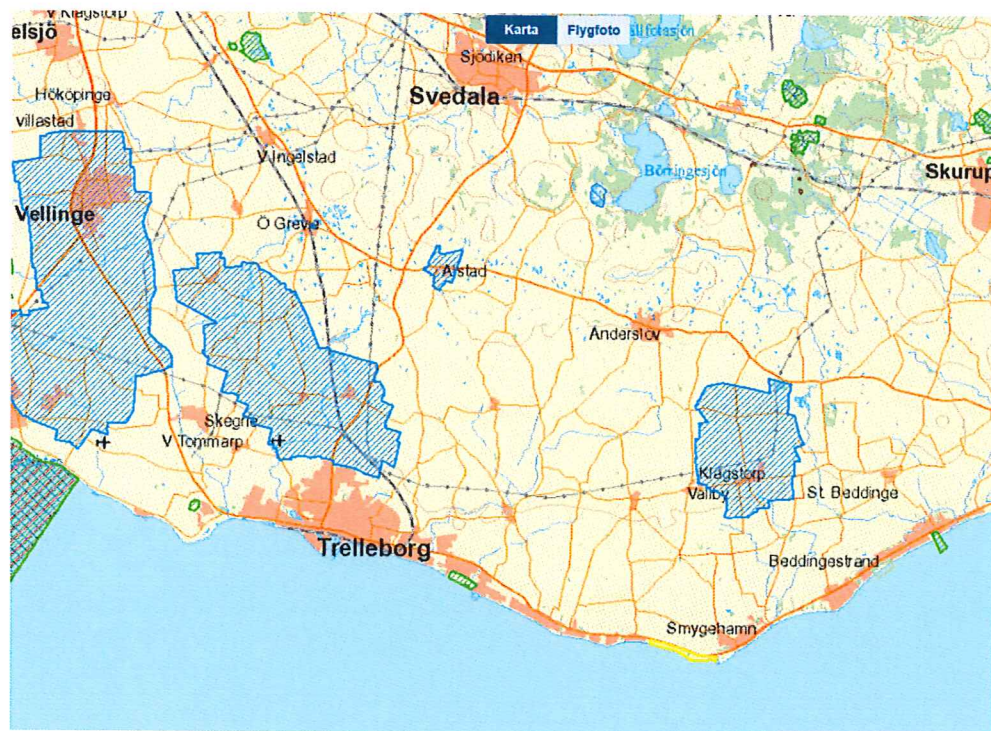 V Klagstorp
elsjö
Karta
Flygfoto
Sjödiken
Svedala
Hököpinge
villastad
V Ingelstad
Börringesjön
Skurup
Vellinge
Ö Grevie
Alstad
Anderslöv
Skegrie
V Tommarp
Klagstorp
Vallby
St Beddinge
Trelleborg
Beddingestrand
Smygehamn